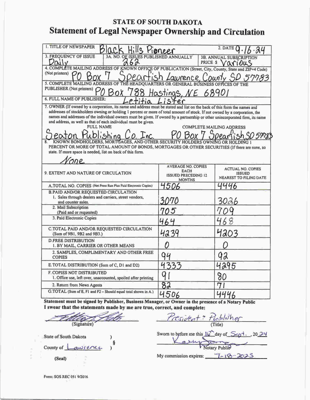 STATE OF SOUTH DAKOTA
Statement of Legal Newspaper Ownership and Circulation
1. TITLE OF NEWSPAPER Black Hills Pioneer 2. DATE 9-16-24
3. FREQUENCY OF ISSUE Daily 3A. NO. OF ISSUES PUBLISHED ANNUALLY 3B. ANNUAL SUBSCRIPTION PRICE $ Various
4. COMPLETE MAILING ADDRESS OF KNOWN OFFICE OF PUBLICATION (Street, City, County, State and ZIP+4 Code)
(Not printers) PO Box 7 Spearfish Lawrence County SD 57783
5. COMPLETE MAILING ADDRESS OF THE HEADQUARTERS OF GENERAL BUSINESS OFFICES OF THE
PUBLISHER (Not printers) PO Box 788 Hastings, NE 68901
6. FULL NAME OF PUBLISHER:
Letitia Lister
7. OWNER (If owned by a corporation, its name and address must be stated and list on the back of this form the names and
addresses of stockholders owning or holding 1 percent or more of total amount of stock. If not owned by a corporation, the
names and addresses of the individual owners must be given. If owned by a partnership or other unincorporated firm, its name
and address, as well as that of each individual must be given.
FULL NAME COMPLETE MAILING ADDRESS
Seaton Publishing Co. Inc. PO Box 7 Spearfish SD 57783
8. KNOWN BONDHOLDERS, MORTGAGES, AND OTHER SECURITY HOLDERS OWNING OR HOLDING 1
PERCENT OR MORE OF TOTAL AMOUNT OF BONDS, MORTGAGES OR OTHER SECURITIES (If there are none, so
state. If more space is needed, list on back of this form.
None
9. EXTENT AND NATURE OF CIRCULATION
AVERAGE NO. COPIES EACH ISSUED PRECEDING 12 MONTHS
ACTUAL NO. COPIES ISSUED NEAREST TO FILING DATE
A. TOTAL NO. COPIES (Net Press Run Plus Paid Electronic Copies) 4506 4446
B. PAID AND/OR REQUESTED CIRCULATION
1. Sales through dealers and carriers, street vendors, and counter sales. 3070 3026
2. Mail Subscription (Paid and or requested) 705 709
3. Paid Electronic Copies 464 468
C. TOTAL PAID AND/OR REQUESTED CIRCULATION
(Sum of 9B1, 9B2 and 9B3) 4239 4203
D. FREE DISTRIBUTION
1. BY MAIL, CARRIER OR OTHER MEANS 0 0
2. SAMPLES, COMPLIMENTARY AND OTHER FREE COPIES 94 92
E. TOTAL DISTRIBUTION (Sum of C, D1 and D2) 4333 4295
F. COPIES NOT DISTRIBUTED
1. Office use, left over, unaccounted, spoiled after printing 91 80
2. Return from News Agents 82 71
G. TOTAL (Sum of E, F1 and F2 - Should equal total shown in A.) 4506 4446
Statement must be signed by Publisher, Business Manager, or Owner in the presence of a Notary Public
I swear that the statements made by me are true, correct, and complete:
President - Publisher
(Signature) (Title)
State of South Dakota ) Sworn to before me this day of Sept. 2024
) §
County of Lawrence ) Notary Public
(Seal) My commission expires:
Form: SOS REC 051 9/2016